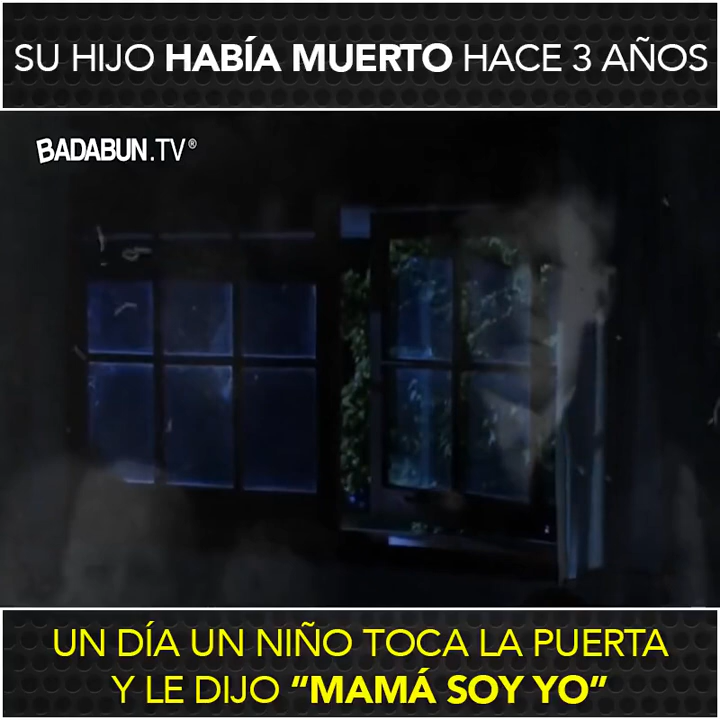 SU HIJO HABÍA MUERTO HACE 3 AÑOS
BADABUN.TV®
UN DÍA UN NIÑO TOCA LA PUERTA
Y LE DIJO “MAMÁ SOY YO”